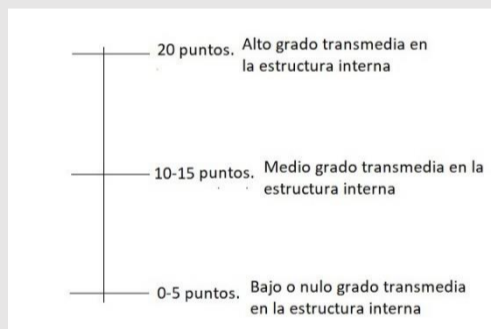 20 puntos. Alto grado transmedia en
la estructura interna
10-15 puntos. Medio grado transmedia en la
estructura interna
0-5 puntos. Bajo o nulo grado transmedia
en la estructura interna